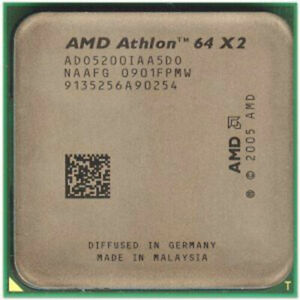 AMD Athlon™ 64 X2
ADO5200IAA5DO
NAAFG 0901FPMW
9135256A90254
AMD © 2005 AMD
DIFFUSED IN GERMANY
MADE IN MALAYSIA
T